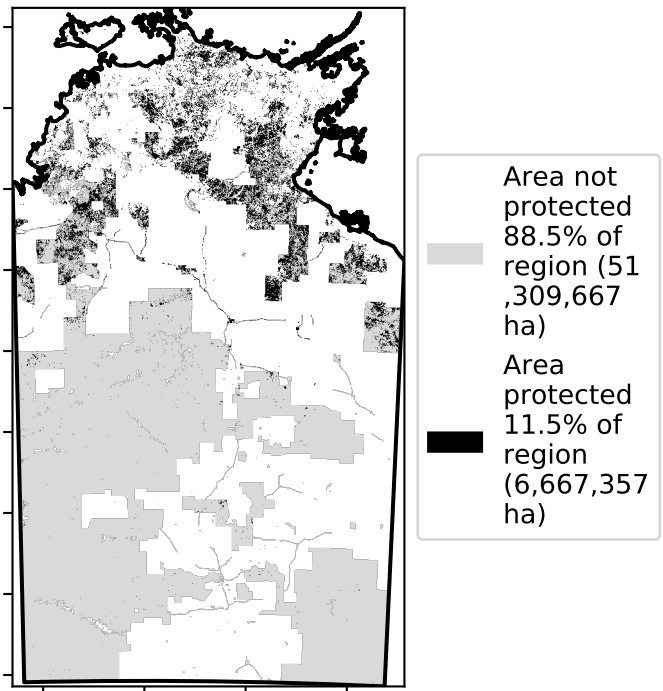 Area not
protected
88.5% of
region (51
,309,667
ha)
Area
protected
11.5% of
region
(6,667,357
ha)